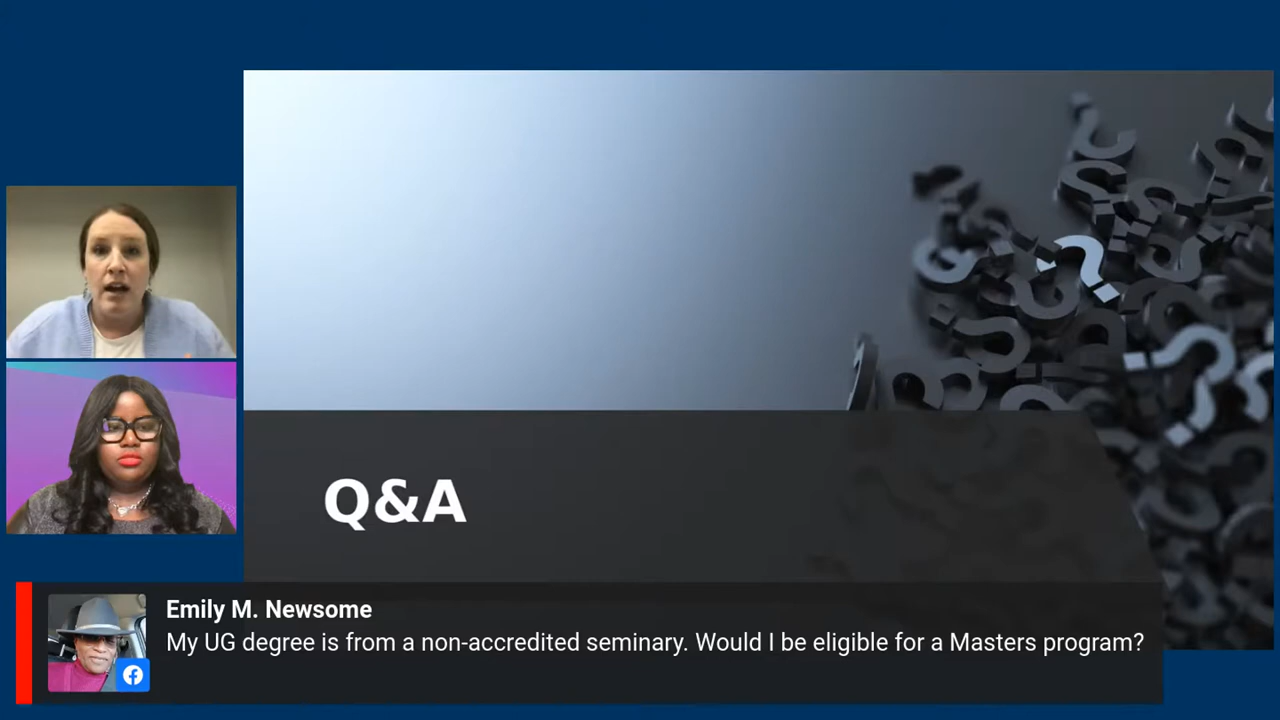 Q&A
Emily M. Newsome
My UG degree is from a non-accredited seminary. Would I be eligible for a Masters program?